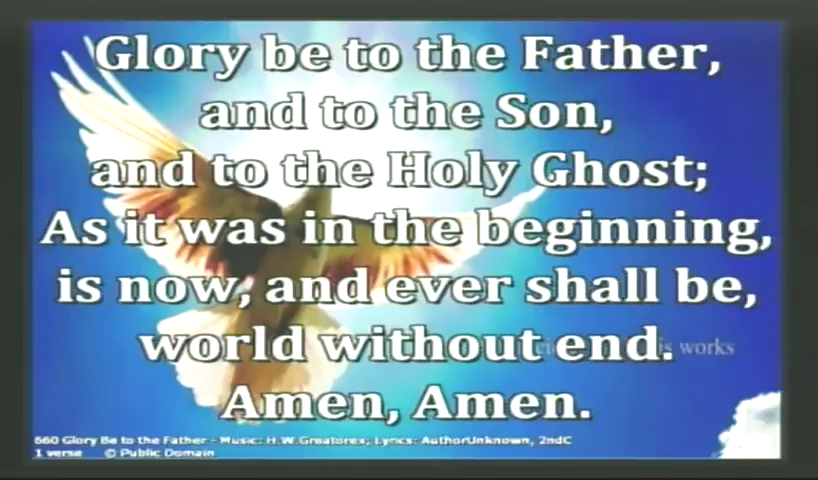 Glory be to the Father,
and to the Son,
and to the Holy Ghost;
As it was in the beginning,
is now, and ever shall be,
world without end.
is works
Amen, Amen.
660 Glory Be to the Father - Music: H.W.Greatorex; Lyrics: AuthorUnknown, 2ndC
1 verse © Public Domain